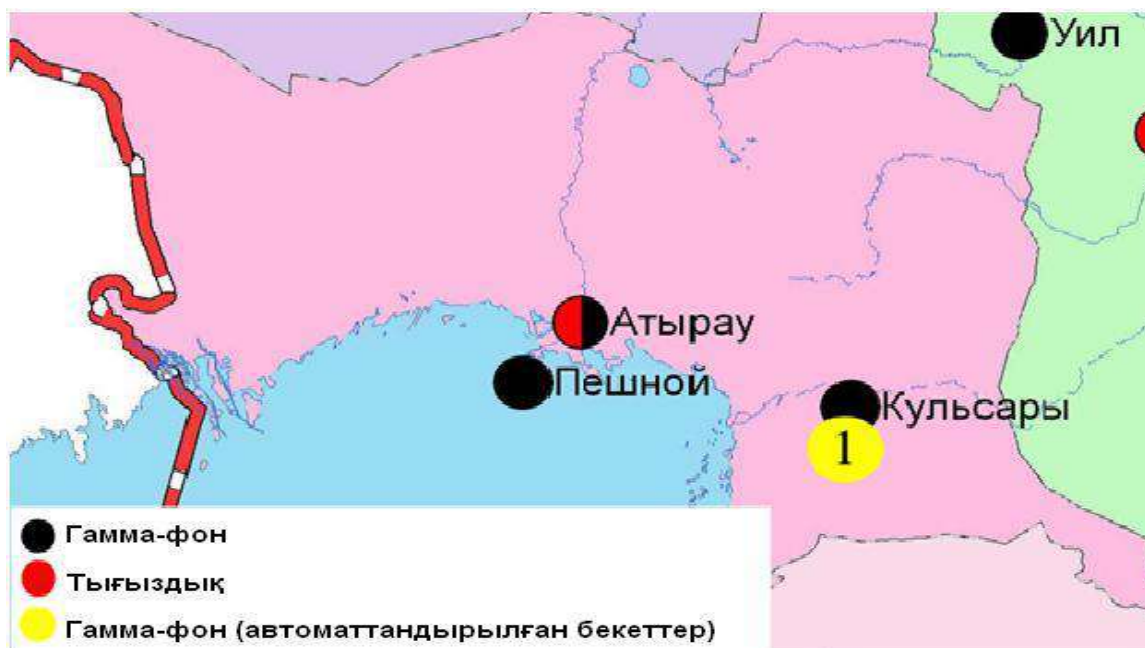 Уил
Атырау
Пешной
Кульсары
1
Гамма-фон
Тығыздық
Гамма-фон (автоматтандырылған бекеттер)